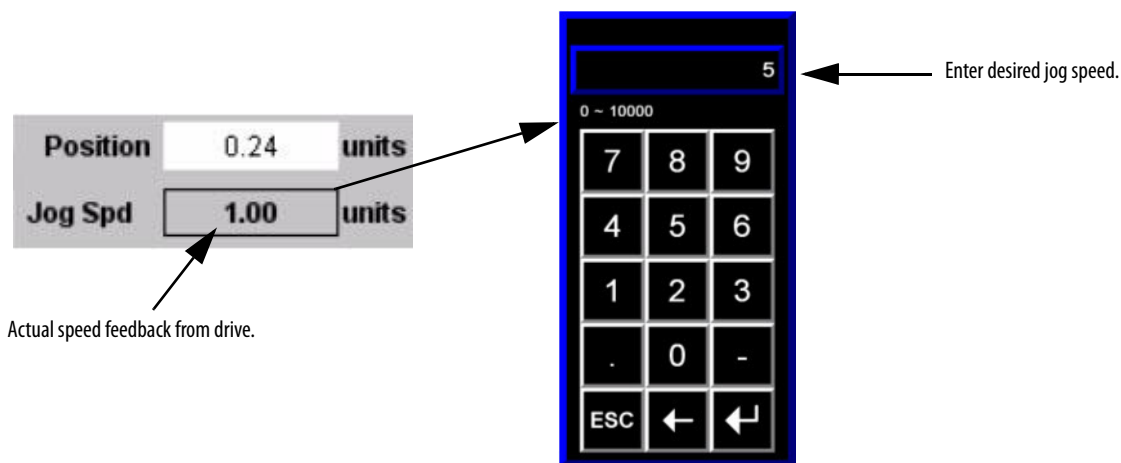 5
Enter desired jog speed.
0 ~ 10000
Position 0.24 units
Jog Spd 1.00 units
Actual speed feedback from drive.
7 8 9
4 5 6
1 2 3
. 0 -
ESC ← ↵